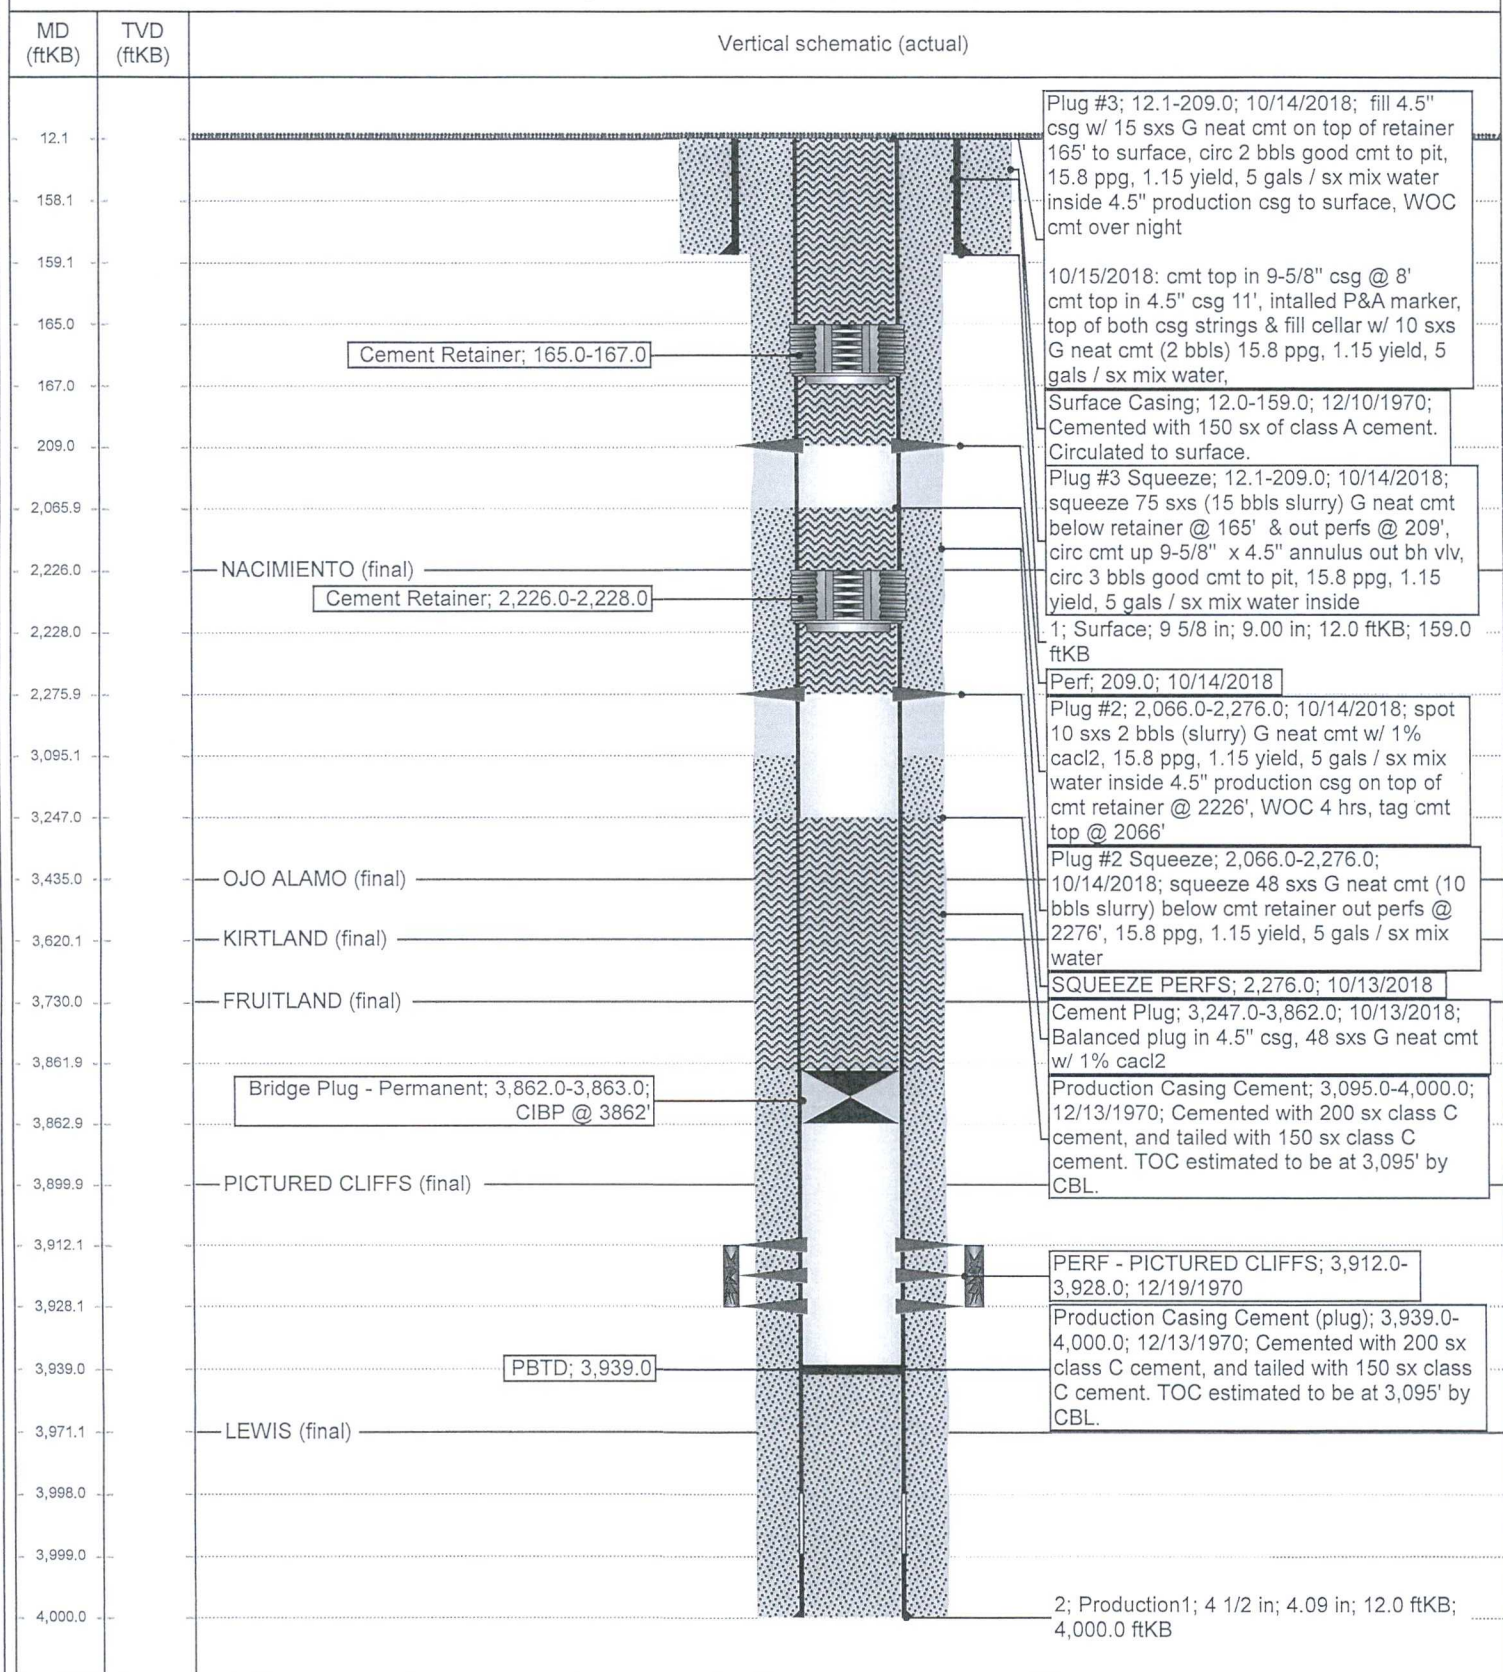 MD
(ftKB)
TVD
(ftKB)
Vertical schematic (actual)
12.1
158.1
159.1
165.0
167.0
209.0
2,065.9
2,226.0
2,228.0
2,275.9
3,095.1
3,247.0
3,435.0
3,620.1
3,730.0
3,861.9
3,862.9
3,899.9
3,912.1
3,928.1
3,939.0
3,971.1
3,998.0
3,999.0
4,000.0
Cement Retainer; 165.0-167.0
NACIMIENTO (final)
Cement Retainer; 2,226.0-2,228.0
OJO ALAMO (final)
KIRTLAND (final)
FRUITLAND (final)
Bridge Plug - Permanent; 3,862.0-3,863.0;
CIBP @ 3862'
PICTURED CLIFFS (final)
PBTD; 3,939.0
LEWIS (final)
Plug #3; 12.1-209.0; 10/14/2018; fill 4.5"
csg w/ 15 sxs G neat cmt on top of retainer
165' to surface, circ 2 bbls good cmt to pit,
15.8 ppg, 1.15 yield, 5 gals / sx mix water
inside 4.5" production csg to surface, WOC
cmt over night
10/15/2018: cmt top in 9-5/8" csg @ 8'
cmt top in 4.5" csg 11', intalled P&A marker,
top of both csg strings & fill cellar w/ 10 sxs
G neat cmt (2 bbls) 15.8 ppg, 1.15 yield, 5
gals / sx mix water,
Surface Casing; 12.0-159.0; 12/10/1970;
Cemented with 150 sx of class A cement.
Circulated to surface.
Plug #3 Squeeze; 12.1-209.0; 10/14/2018;
squeeze 75 sxs (15 bbls slurry) G neat cmt
below retainer @ 165' & out perfs @ 209',
circ cmt up 9-5/8" x 4.5" annulus out bh vlv,
circ 3 bbls good cmt to pit, 15.8 ppg, 1.15
yield, 5 gals / sx mix water inside
1; Surface; 9 5/8 in; 9.00 in; 12.0 ftKB; 159.0
ftKB
Perf; 209.0; 10/14/2018
Plug #2; 2,066.0-2,276.0; 10/14/2018; spot
10 sxs 2 bbls (slurry) G neat cmt w/ 1%
cacl2, 15.8 ppg, 1.15 yield, 5 gals / sx mix
water inside 4.5" production csg on top of
cmt retainer @ 2226', WOC 4 hrs, tag cmt
top @ 2066'
Plug #2 Squeeze; 2,066.0-2,276.0;
10/14/2018; squeeze 48 sxs G neat cmt (10
bbls slurry) below cmt retainer out perfs @
2276', 15.8 ppg, 1.15 yield, 5 gals / sx mix
water
SQUEEZE PERFS; 2,276.0; 10/13/2018
Cement Plug; 3,247.0-3,862.0; 10/13/2018;
Balanced plug in 4.5" csg, 48 sxs G neat cmt
w/ 1% cacl2
Production Casing Cement; 3,095.0-4,000.0;
12/13/1970; Cemented with 200 sx class C
cement, and tailed with 150 sx class C
cement. TOC estimated to be at 3,095' by
CBL.
PERF - PICTURED CLIFFS; 3,912.0-
3,928.0; 12/19/1970
Production Casing Cement (plug); 3,939.0-
4,000.0; 12/13/1970; Cemented with 200 sx
class C cement, and tailed with 150 sx class
C cement. TOC estimated to be at 3,095' by
CBL.
2; Production1; 4 1/2 in; 4.09 in; 12.0 ftKB;
4,000.0 ftKB